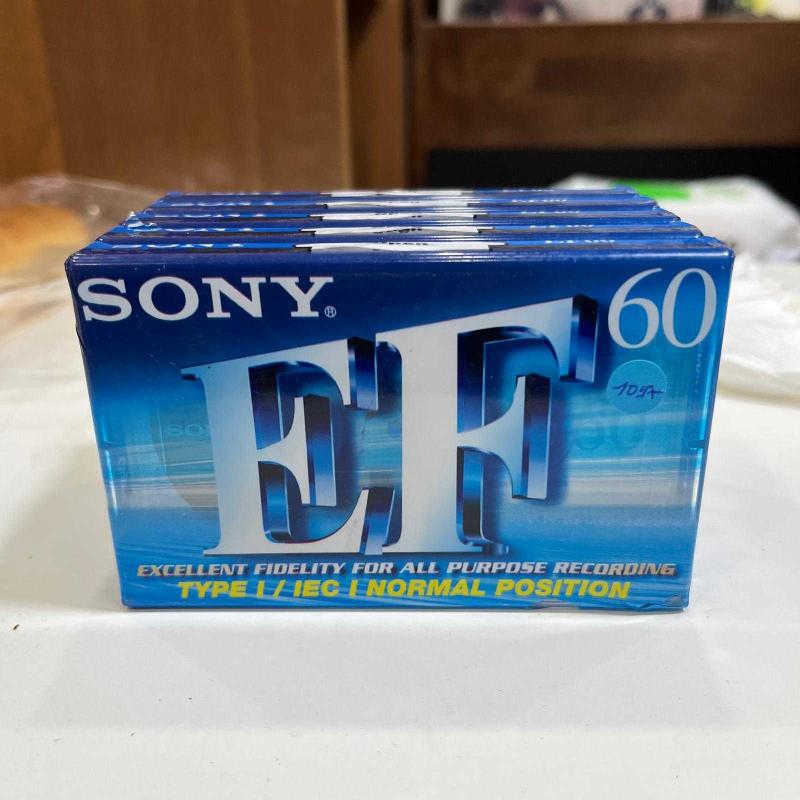 SONY®
60
EF
EXCELLENT FIDELITY FOR ALL PURPOSE RECORDING
TYPE I / IEC I NORMAL POSITION